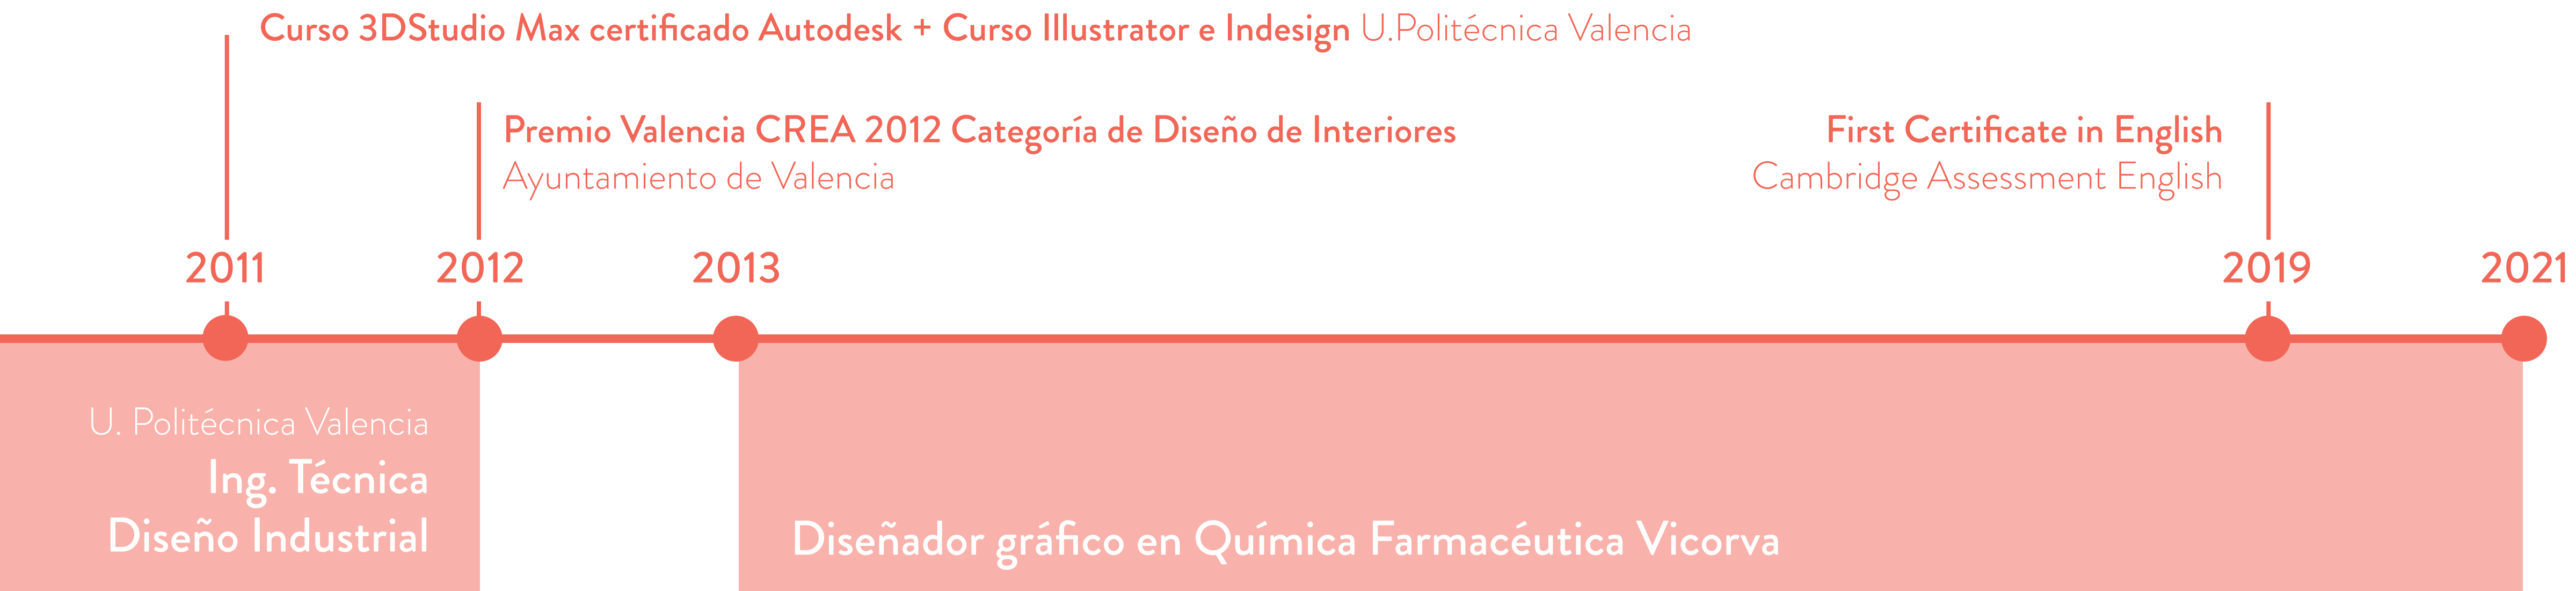 Curso 3DStudio Max certificado Autodesk + Curso Illustrator e Indesign U.Politécnica Valencia
Premio Valencia CREA 2012 Categoría de Diseño de Interiores
Ayuntamiento de Valencia
First Certificate in English
Cambridge Assessment English
2011
2012
2013
2019
2021
U. Politécnica Valencia
Ing. Técnica
Diseño Industrial
Diseñador gráfico en Química Farmacéutica Vicorva